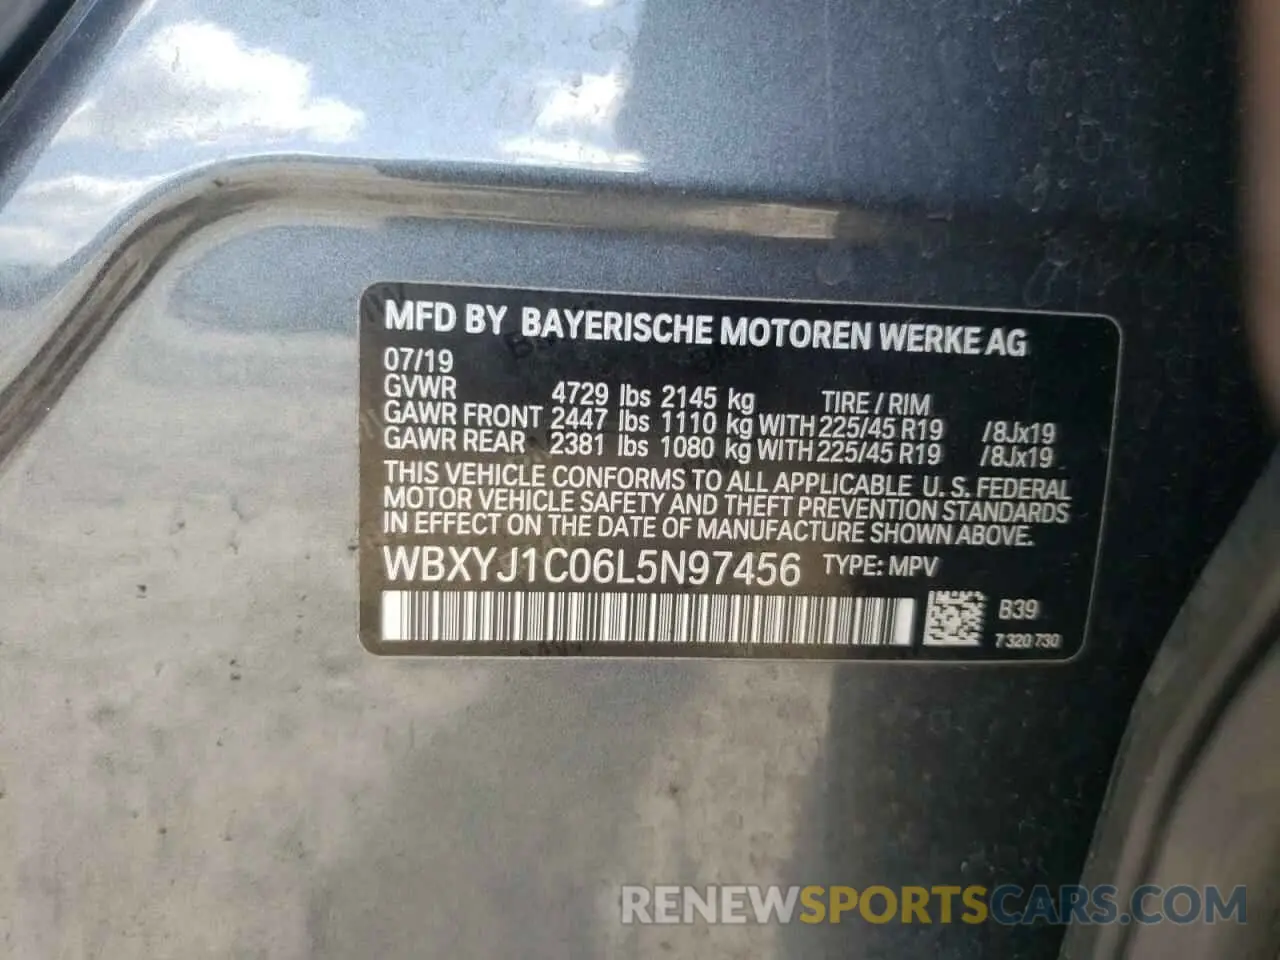 MFD BY BAYERISCHE MOTOREN WERKE AG
07/19
GVWR 4729 lbs 2145 kg TIRE / RIM
GAWR FRONT 2447 lbs 1110 kg WITH 225/45 R19 /8Jx19
GAWR REAR 2381 lbs 1080 kg WITH 225/45 R19 /8Jx19
THIS VEHICLE CONFORMS TO ALL APPLICABLE U. S. FEDERAL
MOTOR VEHICLE SAFETY AND THEFT PREVENTION STANDARDS
IN EFFECT ON THE DATE OF MANUFACTURE SHOWN ABOVE.
WBXYJ1C06L5N97456 TYPE: MPV
B39
7 320 730
RENEWSPORTSCARS.COM